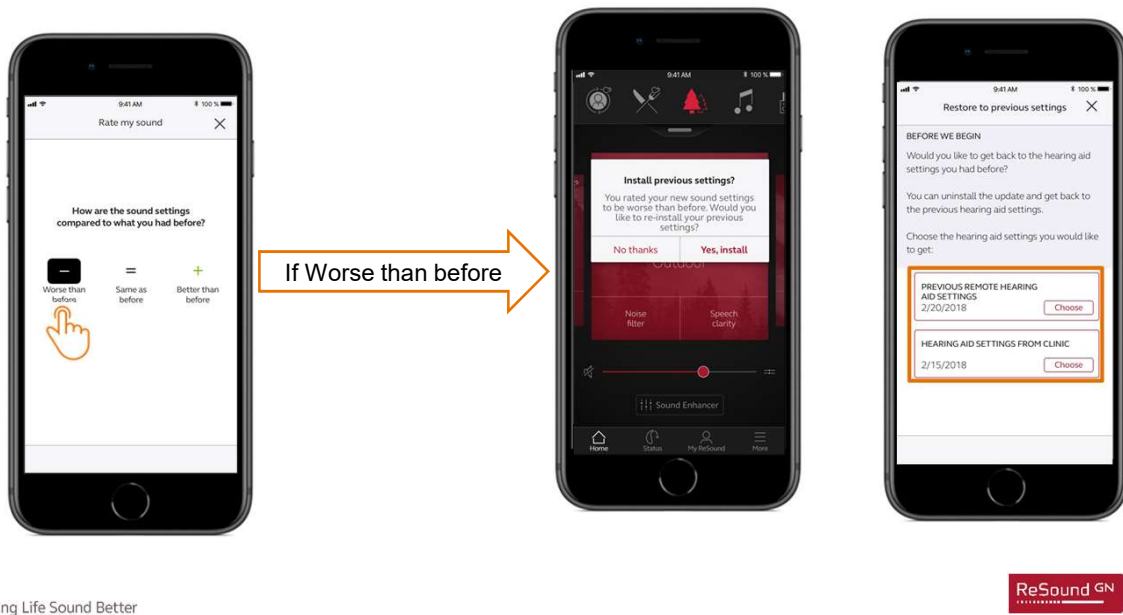 9:41 AM
100 %
Rate my sound
How are the sound settings
compared to what you had before?
Worse than
before
Same as
before
Better than
before
If Worse than before
9:41 AM
100 %
Install previous settings?
You rated your new sound settings
to be worse than before. Would you
like to re-install your previous
settings?
No thanks
Yes, install
Outdoor
Noise
filter
Speech
clarity
Sound Enhancer
Home
Status
My ReSound
More
9:41 AM
100 %
Restore to previous settings
BEFORE WE BEGIN
Would you like to get back to the hearing aid
settings you had before?
You can uninstall the update and get back to
the previous hearing aid settings.
Choose the hearing aid settings you would like
to get:
PREVIOUS REMOTE HEARING
AID SETTINGS
2/20/2018
Choose
HEARING AID SETTINGS FROM CLINIC
2/15/2018
Choose
ng Life Sound Better
ReSound GN